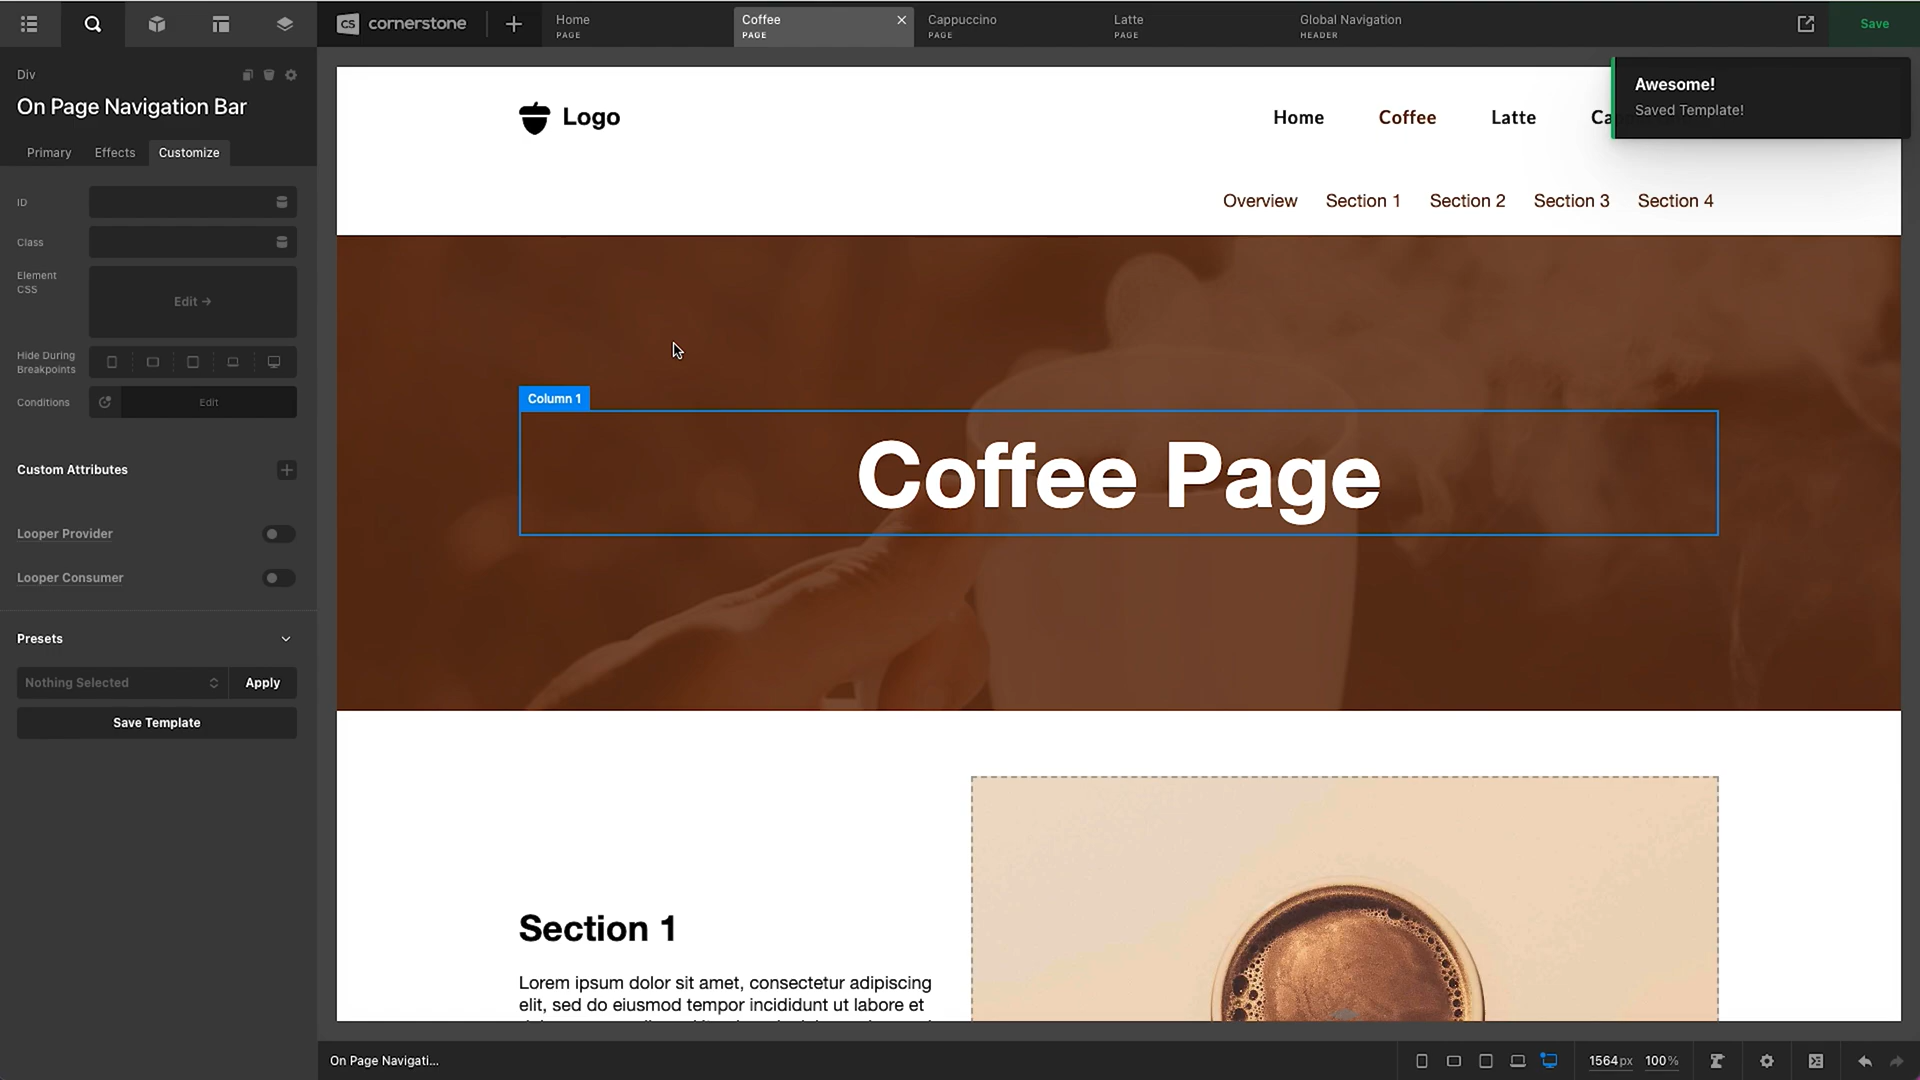 cs cornerstone
Home
PAGE
Coffee
PAGE
Cappuccino
PAGE
Latte
PAGE
Global Navigation
HEADER
Save
Div
On Page Navigation Bar
Primary
Effects
Customize
ID
Class
Element
CSS
Edit →
Hide During
Breakpoints
Conditions
Edit
Custom Attributes
Looper Provider
Looper Consumer
Presets
Nothing Selected
Apply
Save Template
Awesome!
Saved Template!
Logo
Home
Coffee
Latte
Ca
Overview
Section 1
Section 2
Section 3
Section 4
Column 1
Coffee Page
Section 1
Lorem ipsum dolor sit amet, consectetur adipiscing
elit, sed do eiusmod tempor incididunt ut labore et
On Page Navigati...
1564px
100%